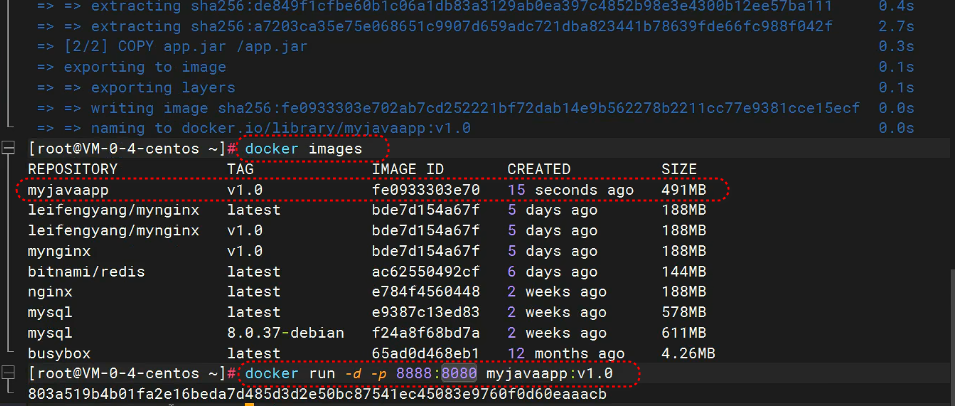 => => extracting sha256:de849f1cfbe60b1c06a1db83a3129ab0ea397c4852b98e3e4300b12ee57ba111 0.4s
=> => extracting sha256:a7203ca35e75e068651c9907d659adc721dba823441b78639fde66fc988f042f 2.7s
=> [2/2] COPY app.jar /app.jar 0.3s
=> exporting to image 0.1s
=> => exporting layers 0.1s
=> => writing image sha256:fe0933303e702ab7cd252221bf72dab14e9b562278b2211cc77e9381cce15ecf 0.0s
=> => naming to docker.io/library/myjavaapp:v1.0 0.0s
[root@VM-0-4-centos ~]# docker images
REPOSITORY TAG IMAGE ID CREATED SIZE
myjavaapp v1.0 fe0933303e70 15 seconds ago 491MB
leifengyang/mynginx latest bde7d154a67f 5 days ago 188MB
leifengyang/mynginx v1.0 bde7d154a67f 5 days ago 188MB
mynginx v1.0 bde7d154a67f 5 days ago 188MB
bitnami/redis latest ac62550492cf 6 days ago 144MB
nginx latest e784f4560448 2 weeks ago 188MB
mysql latest e9387c13ed83 2 weeks ago 578MB
mysql 8.0.37-debian f24a8f68bd7a 2 weeks ago 611MB
busybox latest 65ad0d468eb1 12 months ago 4.26MB
[root@VM-0-4-centos ~]# docker run -d -p 8888:8080 myjavaapp:v1.0
803a519b4b01fa2e16beda7d485d3d2e50bc87541ec45083e9760f0d60eaaacb